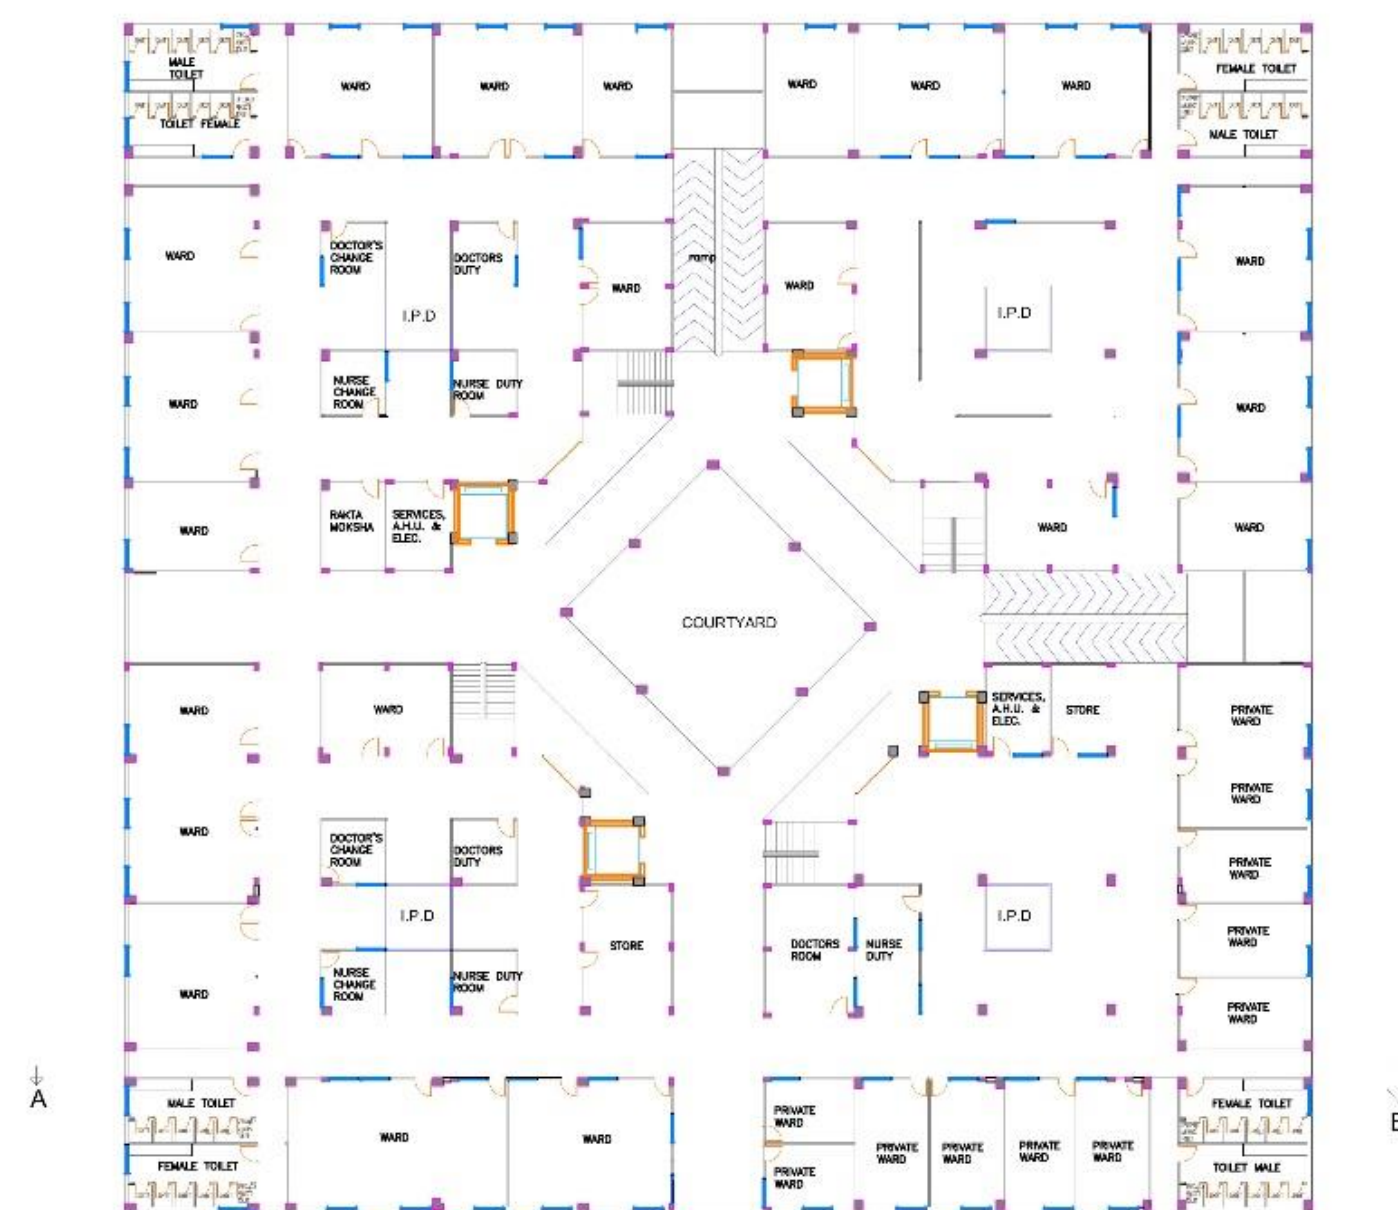 MALE
TOILET
TOILET FEMALE
WARD
WARD
WARD
WARD
WARD
WARD
FEMALE TOILET
MALE TOILET
WARD
DOCTOR'S
CHANGE
ROOM
I.P.D
DOCTORS
DUTY
WARD
ramp
WARD
I.P.D
WARD
WARD
NURSE
CHANGE
ROOM
NURSE DUTY
ROOM
WARD
WARD
RAKTA
MOKSHA
SERVICES,
A.H.U. &
ELEC.
WARD
WARD
COURTYARD
WARD
WARD
SERVICES,
A.H.U. &
ELEC.
STORE
PRIVATE
WARD
PRIVATE
WARD
WARD
DOCTOR'S
CHANGE
ROOM
DOCTORS
DUTY
PRIVATE
WARD
I.P.D
I.P.D
STORE
DOCTORS
ROOM
NURSE
DUTY
PRIVATE
WARD
WARD
NURSE
CHANGE
ROOM
NURSE DUTY
ROOM
PRIVATE
WARD
A
MALE TOILET
FEMALE TOILET
WARD
WARD
PRIVATE
WARD
PRIVATE
WARD
PRIVATE
WARD
PRIVATE
WARD
PRIVATE
WARD
PRIVATE
WARD
FEMALE TOILET
TOILET MALE